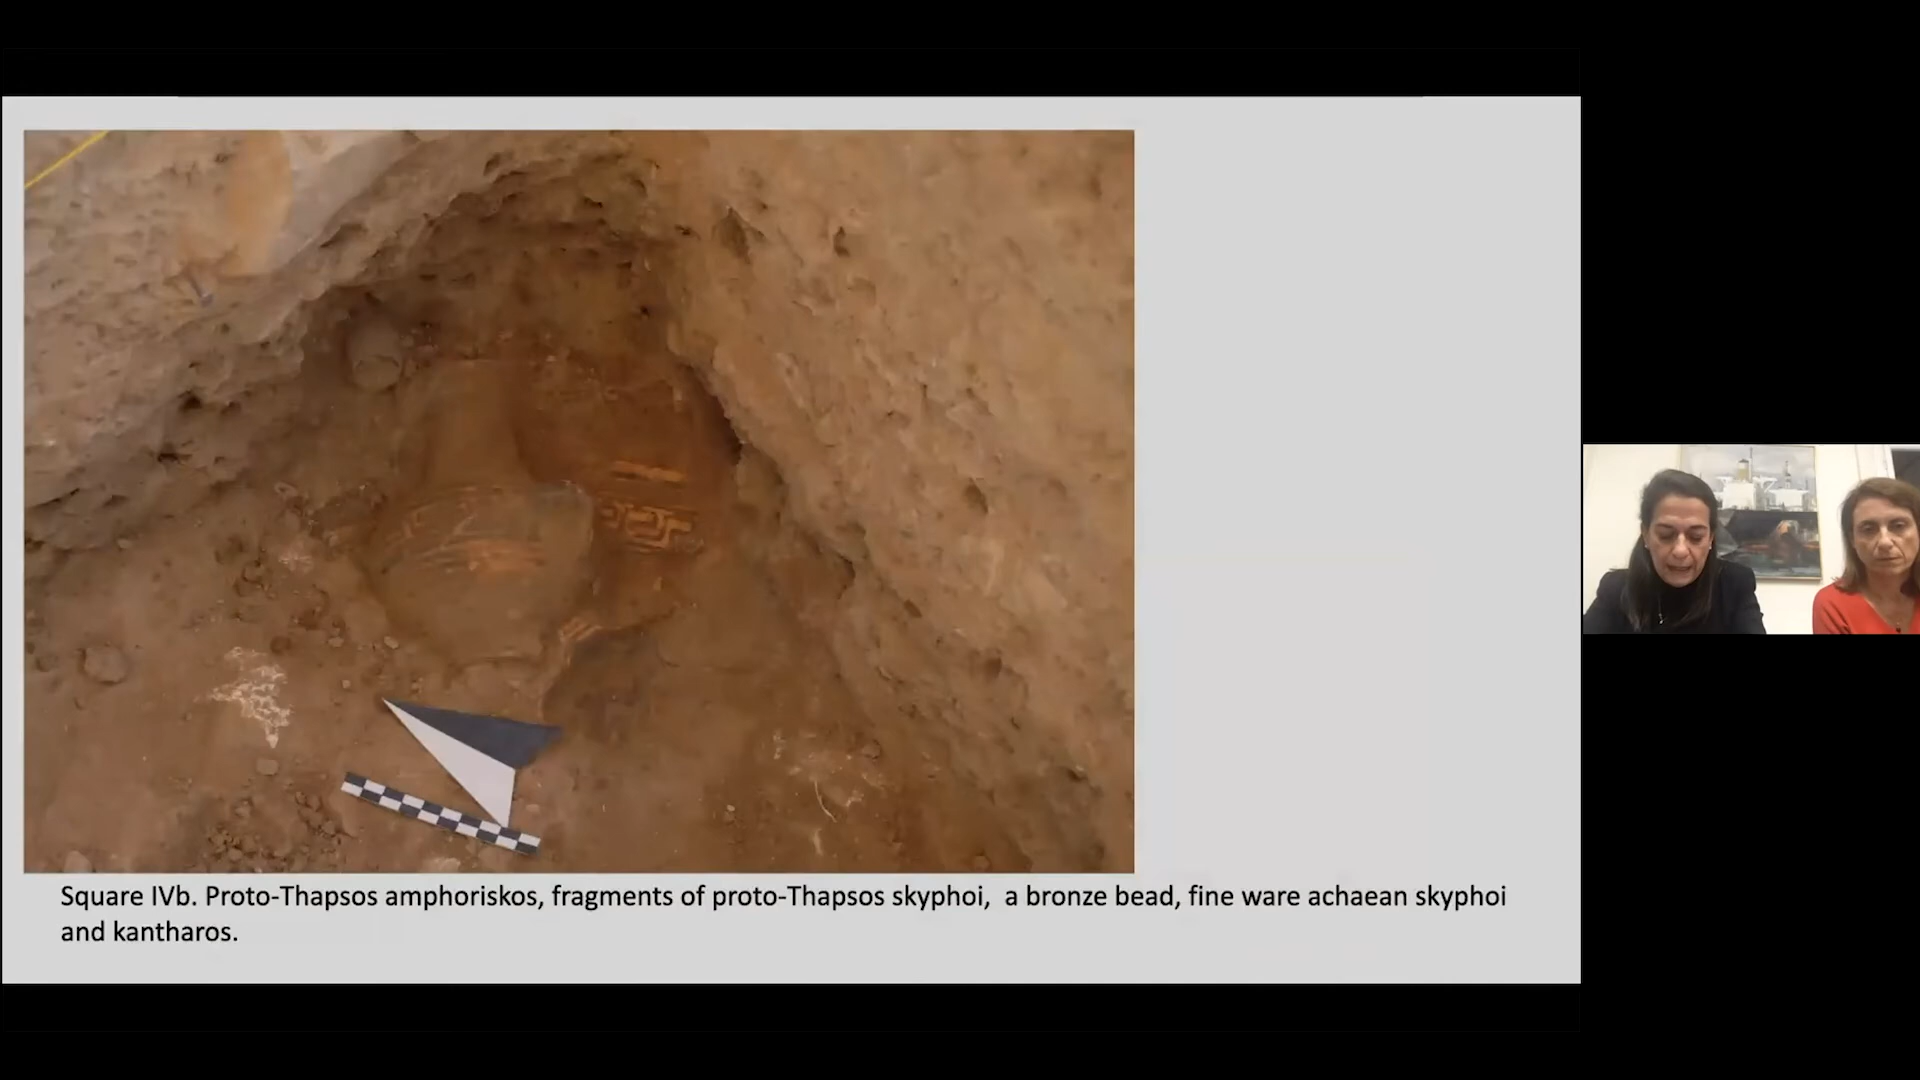 Square IVb. Proto-Thapsos amphoriskos, fragments of proto-Thapsos skyphoi,  a bronze bead, fine ware achaean skyphoi
and kantharos.